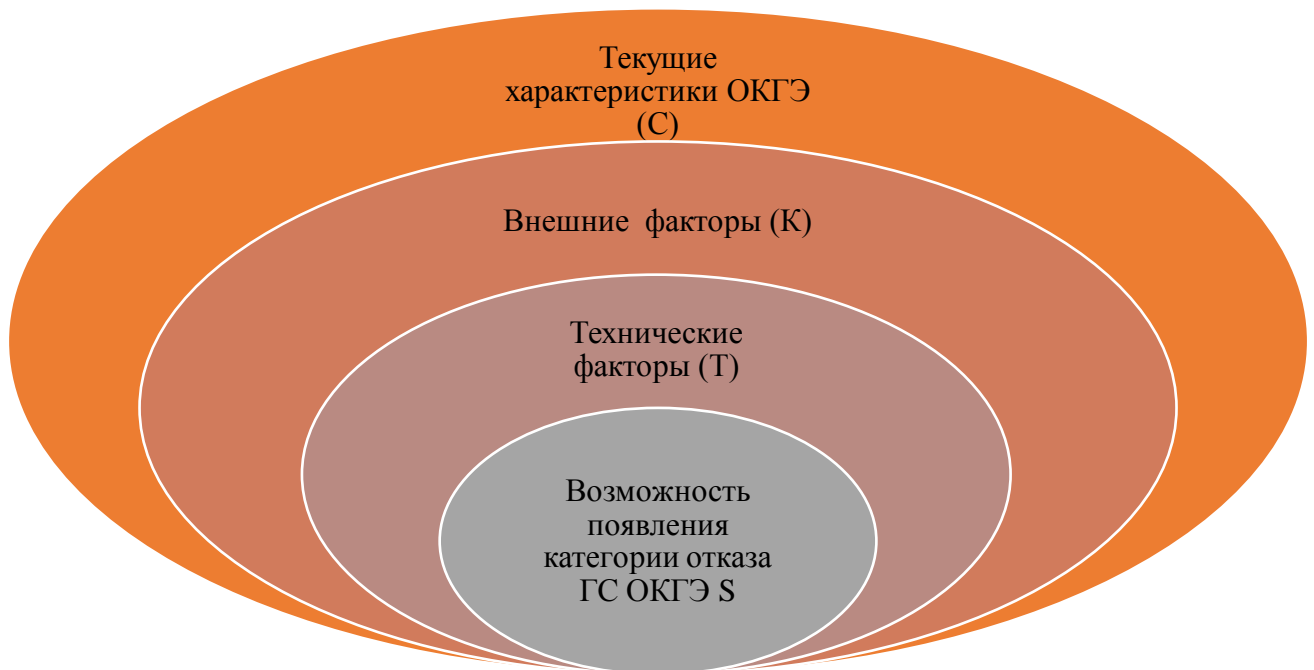 Текущие
характеристики ОКГЭ
(С)
Внешние  факторы (К)
Технические
факторы (Т)
Возможность
появления
категории отказа
ГС ОКГЭ S